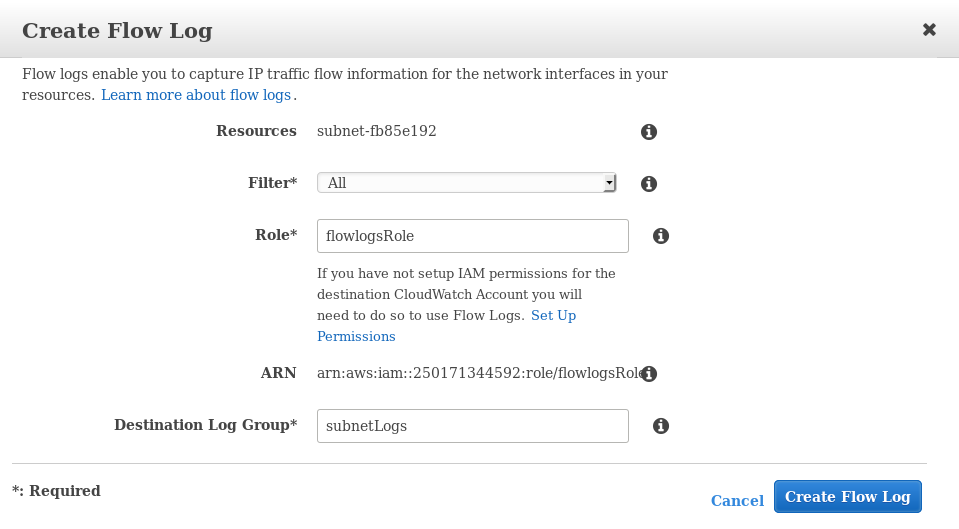 Create Flow Log
Flow logs enable you to capture IP traffic flow information for the network interfaces in your
resources. Learn more about flow logs.
Resources subnet-fb85e192
Filter* All
Role* flowlogsRole
If you have not setup IAM permissions for the
destination CloudWatch Account you will
need to do so to use Flow Logs. Set Up
Permissions
ARN arn:aws:iam::250171344592:role/flowlogsRole
Destination Log Group* subnetLogs
*: Required
Cancel Create Flow Log